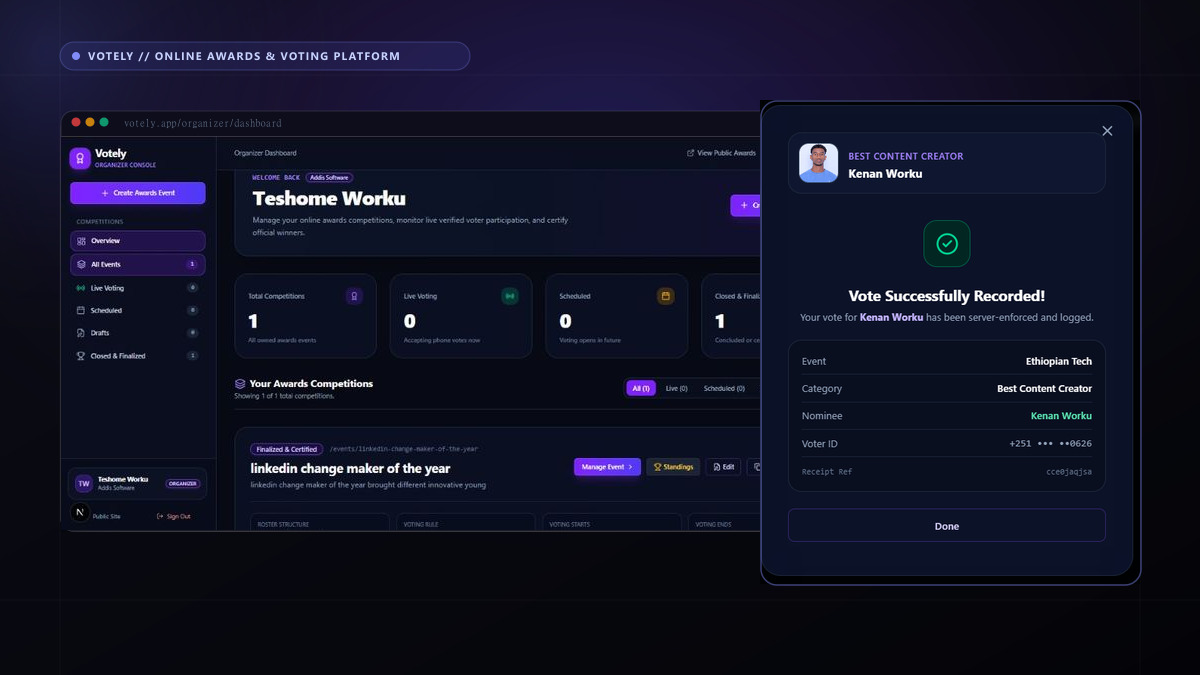 VOTELY // ONLINE AWARDS & VOTING PLATFORM
votely.app/organizer/dashboard
Votely
ORGANIZER CONSOLE
+ Create Awards Event
COMPETITIONS
Overview
All Events 1
Live Voting 0
Scheduled 0
Drafts 0
Closed & Finalized 1
TW Teshome Worku
Addis Software
ORGANIZER
N Public Site
Sign Out
Organizer Dashboard
View Public Awards
WELCOME BACK Addis Software
Teshome Worku
Manage your online awards competitions, monitor live verified voter participation, and certify
official winners.
Total Competitions
1
All owned awards events
Live Voting
0
Accepting phone votes now
Scheduled
0
Voting opens in future
Closed & Finali
1
Concluded or ce
Your Awards Competitions
Showing 1 of 1 total competitions.
All (1) Live (0) Scheduled (0)
Finalized & Certified /events/linkedin-change-maker-of-the-year
linkedin change maker of the year
linkedin change maker of the year brought different innovative young
Manage Event Standings Edit
ROSTER STRUCTURE VOTING RULE VOTING STARTS VOTING ENDS
BEST CONTENT CREATOR
Kenan Worku
Vote Successfully Recorded!
Your vote for Kenan Worku has been server-enforced and logged.
Event Ethiopian Tech
Category Best Content Creator
Nominee Kenan Worku
Voter ID +251 ••• ••0626
Receipt Ref cce0jaqjsa
Done